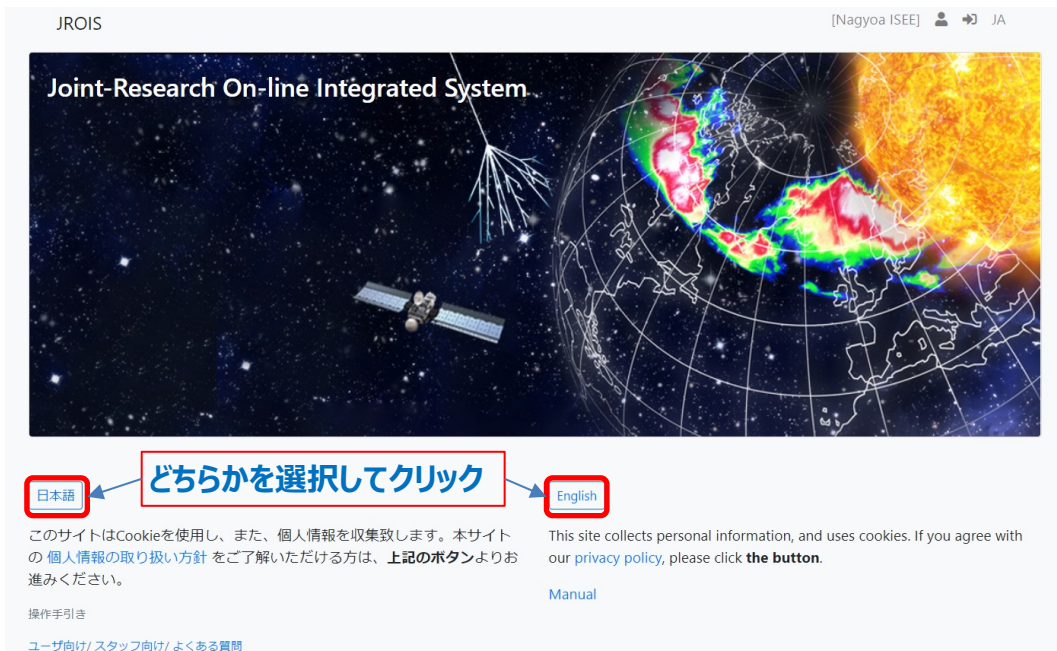 JROIS
[Nagyoa ISEE] JA
Joint-Research On-line Integrated System
どちらかを選択してクリック
日本語
English
このサイトはCookieを使用し、また、個人情報を収集致します。本サイト
の 個人情報の取り扱い方針 をご了解いただける方は、上記のボタンよりお
進みください。
This site collects personal information, and uses cookies. If you agree with
our privacy policy, please click the button.
Manual
操作手引き
ユーザ向け/ スタッフ向け/ よくある質問